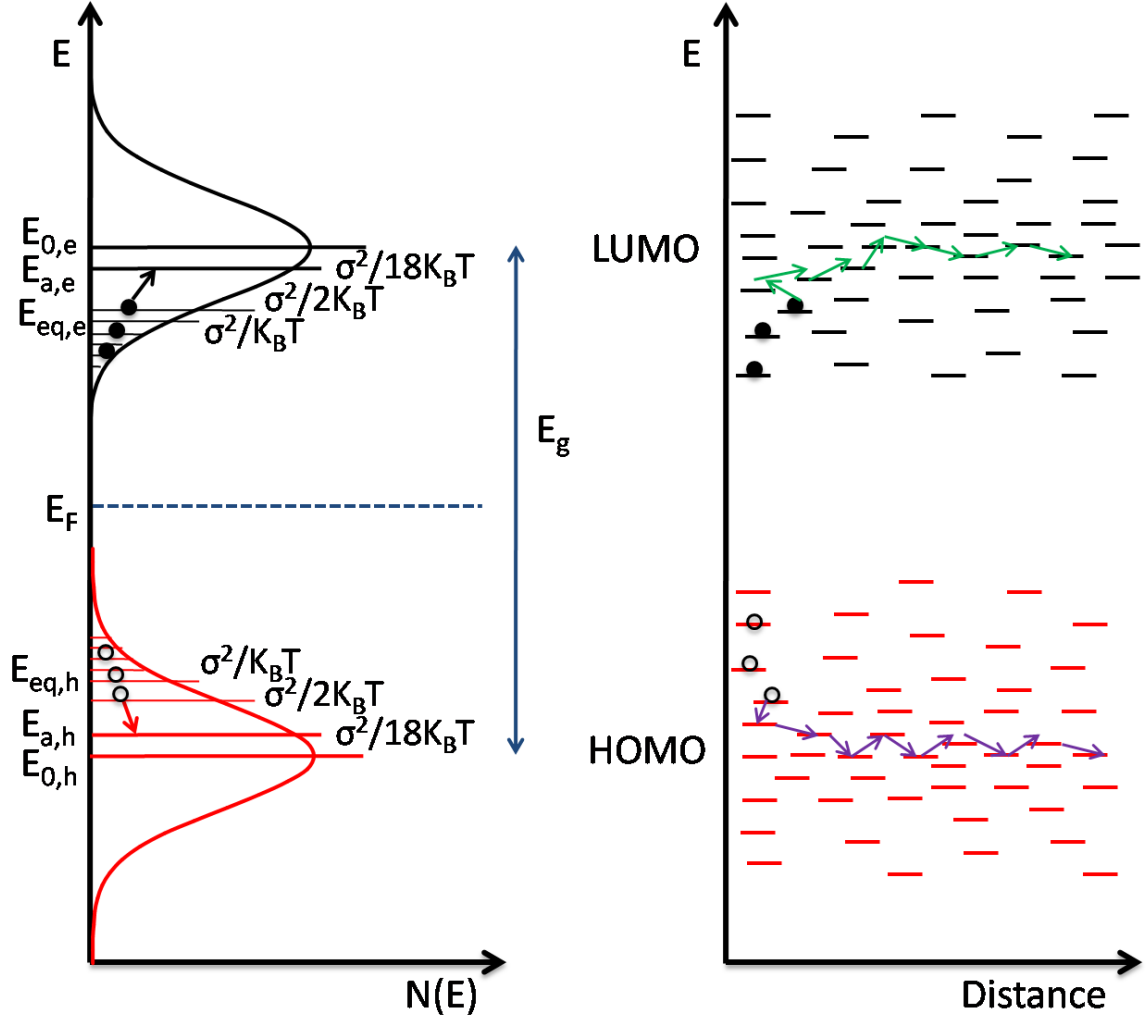 E
E0,e
Ea,e
σ²/18KBT
σ²/2KBT
Eeq,e
σ²/KBT
Eg
EF
σ²/KBT
Eeq,h
σ²/2KBT
Ea,h
σ²/18KBT
E0,h
N(E)
E
LUMO
HOMO
Distance